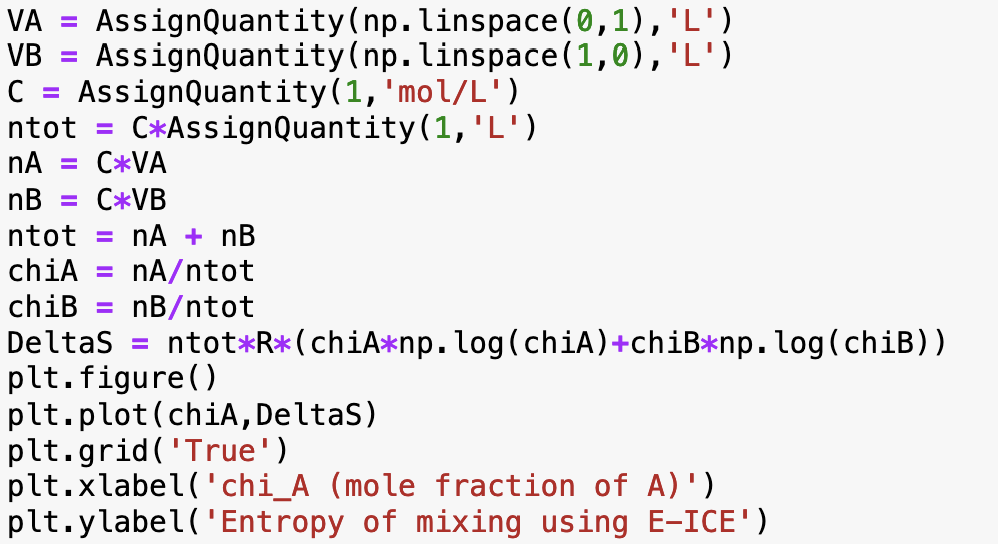 VA = AssignQuantity(np.linspace(0,1),'L')
VB = AssignQuantity(np.linspace(1,0),'L')
C = AssignQuantity(1,'mol/L')
ntot = C*AssignQuantity(1,'L')
nA = C*VA
nB = C*VB
ntot = nA + nB
chiA = nA/ntot
chiB = nB/ntot
DeltaS = ntot*R*(chiA*np.log(chiA)+chiB*np.log(chiB))
plt.figure()
plt.plot(chiA,DeltaS)
plt.grid('True')
plt.xlabel('chi_A (mole fraction of A)')
plt.ylabel('Entropy of mixing using E-ICE')